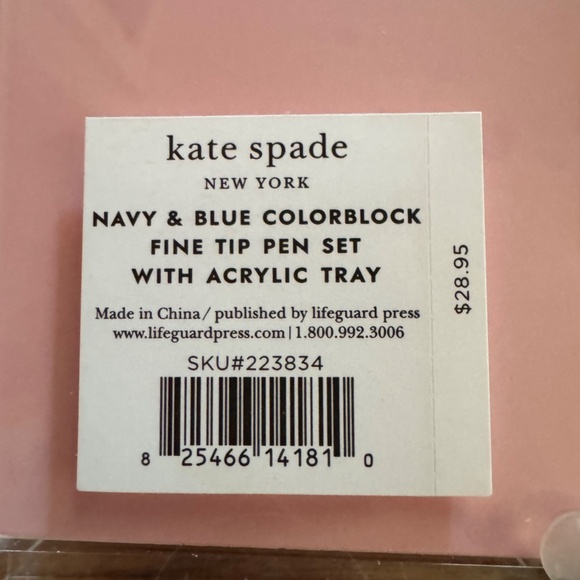 kate spade
NEW YORK
NAVY & BLUE COLORBLOCK
FINE TIP PEN SET
WITH ACRYLIC TRAY
Made in China/ published by lifeguard press
www.lifeguardpress.com|1.800.992.3006
SKU#223834
8 25466 14181 0
$28.95